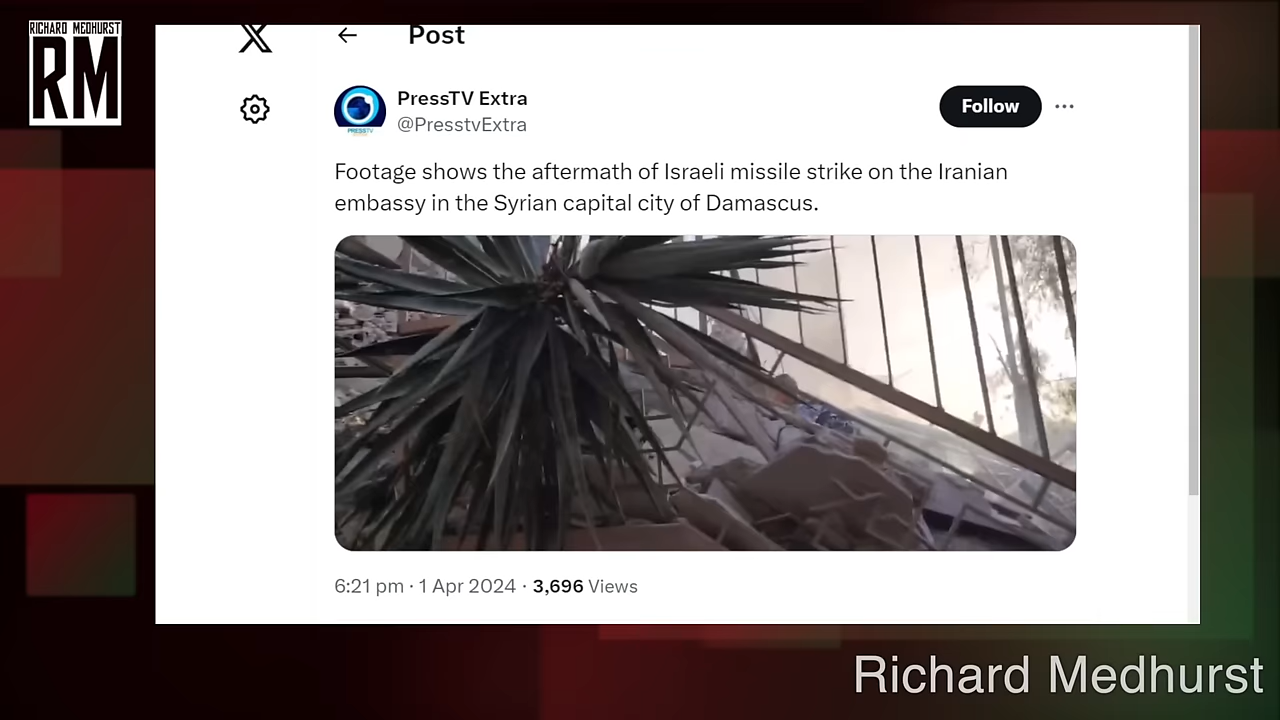 RICHARD MEDHURST
RM
Post
PressTV Extra
@PresstvExtra
PRESSTV
Follow
Footage shows the aftermath of Israeli missile strike on the Iranian
embassy in the Syrian capital city of Damascus.
6:21 pm · 1 Apr 2024 · 3,696 Views
Richard Medhurst